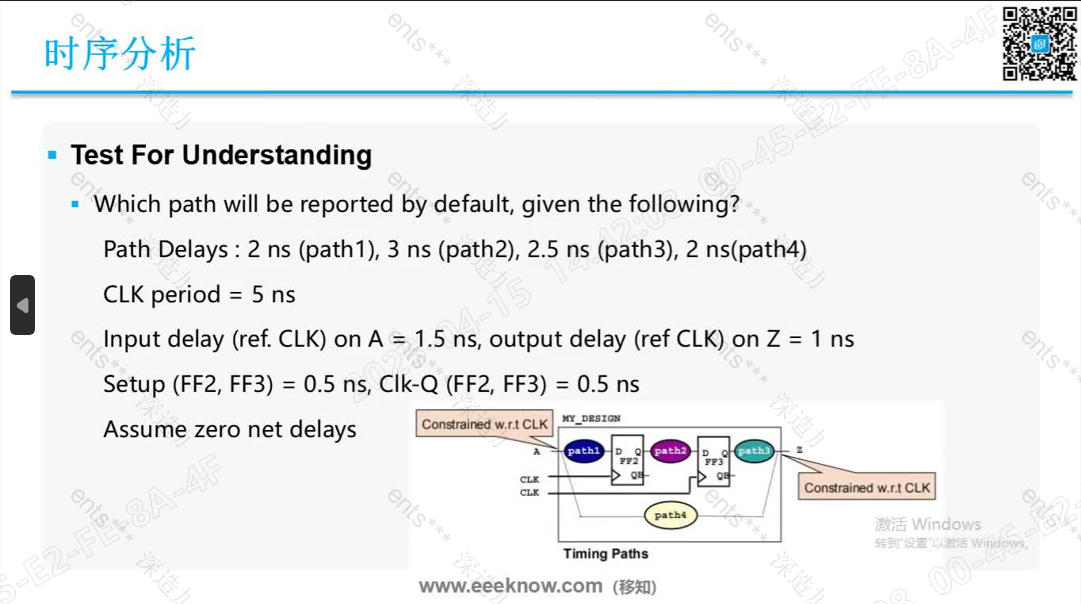 时序分析
Test For Understanding
Which path will be reported by default, given the following?
Path Delays : 2 ns (path1), 3 ns (path2), 2.5 ns (path3), 2 ns(path4)
CLK period = 5 ns
Input delay (ref. CLK) on A = 1.5 ns, output delay (ref CLK) on Z = 1 ns
Setup (FF2, FF3) = 0.5 ns, Clk-Q (FF2, FF3) = 0.5 ns
Assume zero net delays
Constrained w.r.t CLK
MY_DESIGN
A path1 D Q path2 D Q path3 Z
FF2 FF3
QB QB
CLK
CLK
Constrained w.r.t CLK
path4
Timing Paths
激活 Windows
转到"设置"以激活 Windows。
www.eeeknow.com (移知)